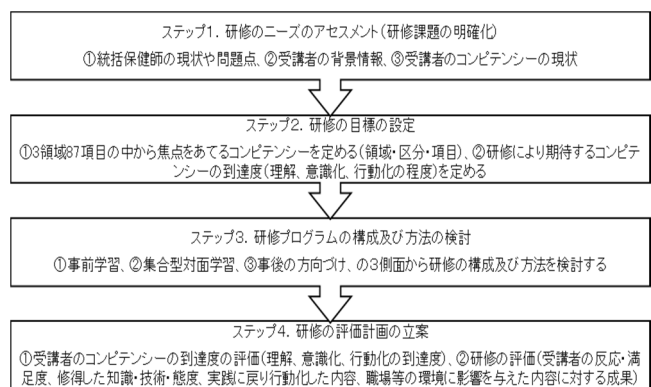 ステップ1. 研修のニーズのアセスメント(研修課題の明確化)
①統括保健師の現状や問題点、②受講者の背景情報、③受講者のコンピテンシーの現状
ステップ2. 研修の目標の設定
①3領域87項目の中から焦点をあてるコンピテンシーを定める(領域・区分・項目)、②研修により期待するコンピテ
ンシーの到達度(理解、意識化、行動化の程度)を定める
ステップ3. 研修プログラムの構成及び方法の検討
①事前学習、②集合型対面学習、③事後の方向づけ、の3側面から研修の構成及び方法を検討する
ステップ4. 研修の評価計画の立案
①受講者のコンピテンシーの到達度の評価(理解、意識化、行動化の到達度)、②研修の評価(受講者の反応・満
足度、修得した知識・技術・態度、実践に戻り行動化した内容、職場等の環境に影響を与えた内容に対する成果)